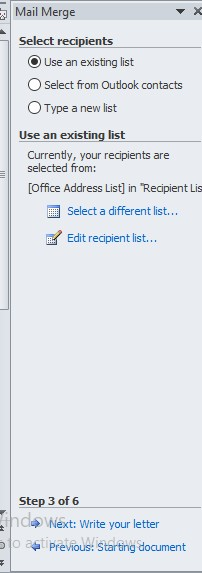 Mail Merge
Select recipients
Use an existing list
Select from Outlook contacts
Type a new list
Use an existing list
Currently, your recipients are
selected from:
[Office Address List] in "Recipient Lis
Select a different list...
Edit recipient list...
Step 3 of 6
indows
Next: Write your letter
to activate Windows
Previous: Starting document